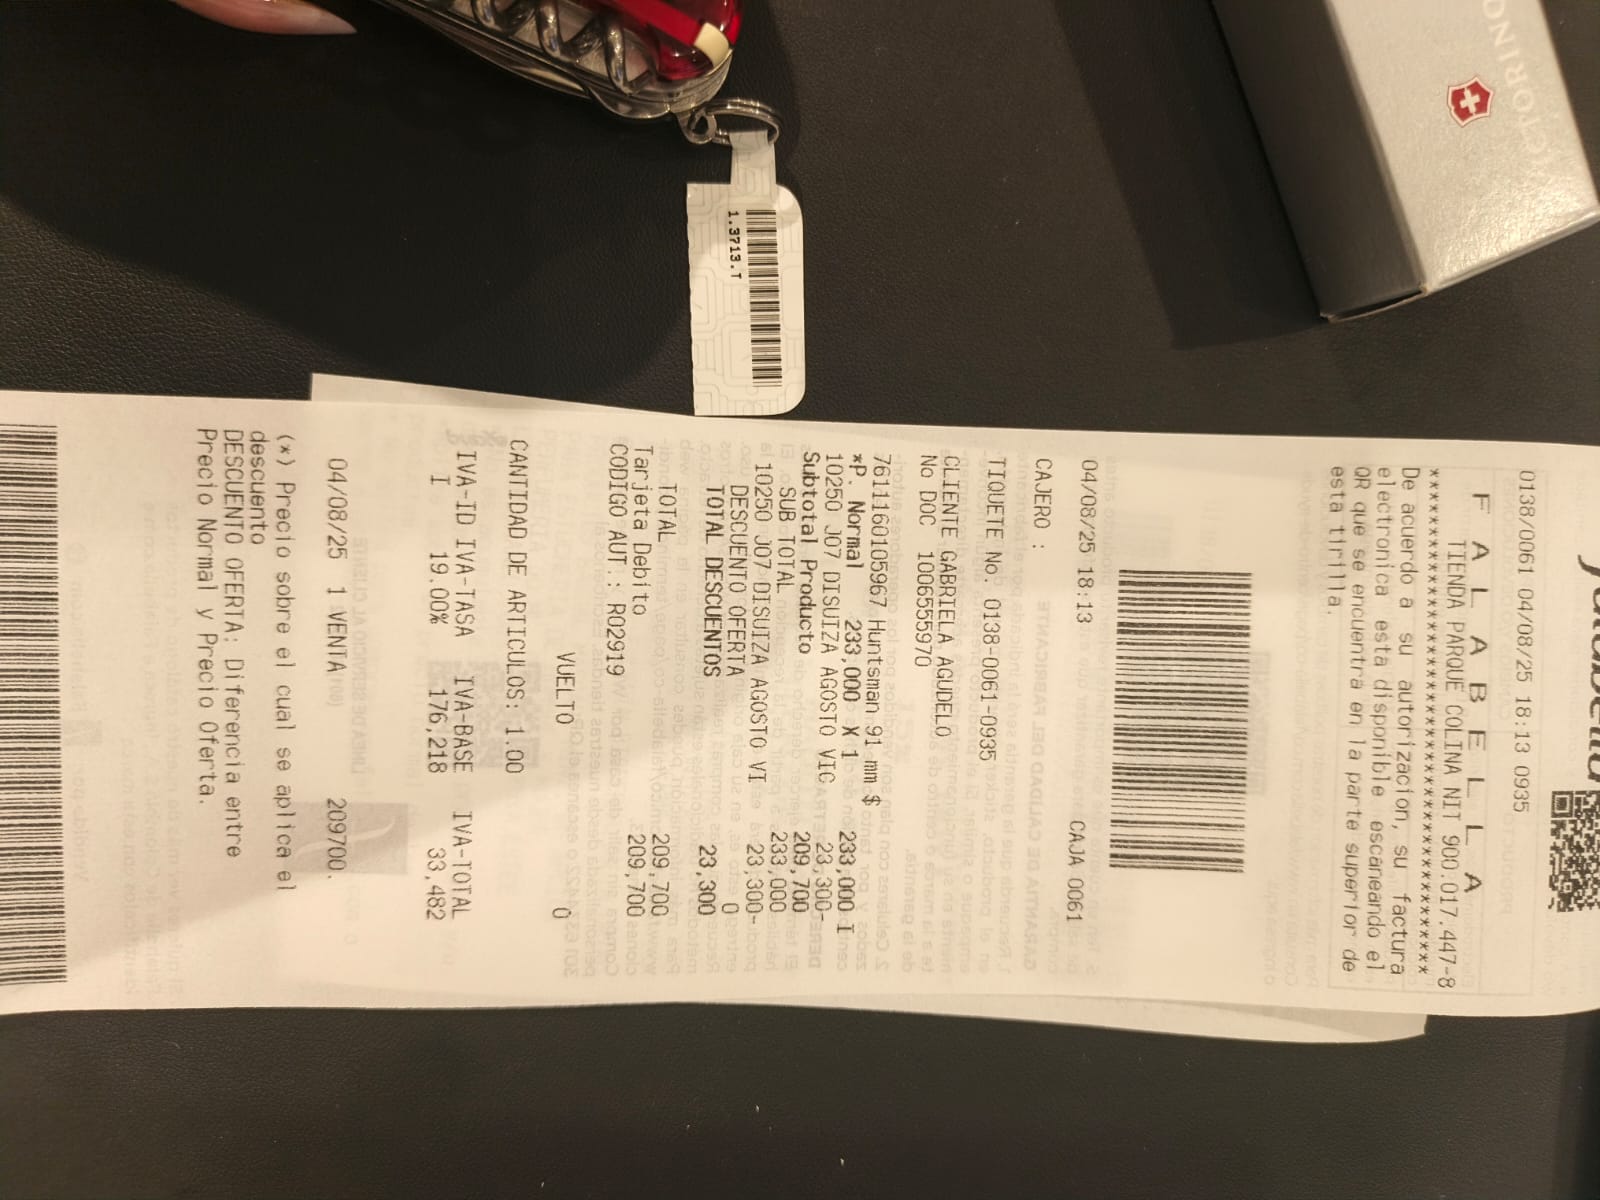 VICTORINO
1.3713.T
0138/0061 04/08/25 18:13 0935
F A L A B E L L A
TIENDA PARQUE COLINA NIT 900.017.447-8
****************************************
De acuerdo a su autorizacion, su factura
electronica esta disponible escaneando el
QR que se encuentra en la parte superior de
esta tirilla.
04/08/25 18:13 CAJA 0061
CAJERO :
TIQUETE No. 0138-0061-0935
CLIENTE GABRIELA AGUDELO
No DOC 1006555970
7611160105967 Huntsman 91 mm $
*P. Normal 233,000 X 1 233,000 I
10250 J07 DISUIZA AGOSTO VIC 23,300-
Subtotal Producto 209,700
SUB TOTAL 233,000
10250 J07 DISUIZA AGOSTO VI 23,300-
DESCUENTO OFERTA 0
TOTAL DESCUENTOS 23,300
TOTAL 209,700
Tarjeta Debito 209,700
CODIGO AUT.: R02919
VUELTO 0
CANTIDAD DE ARTICULOS: 1.00
IVA-ID IVA-TASA IVA-BASE IVA-TOTAL
I 19.00% 176,218 33,482
04/08/25 1 VENTA 209700.
(*) Precio sobre el cual se aplica el
descuento
DESCUENTO OFERTA: Diferencia entre
Precio Normal y Precio Oferta.